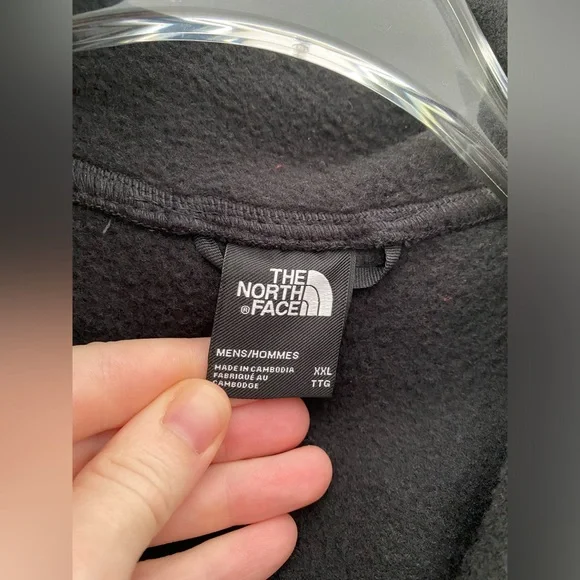 THE
NORTH
®FACE
MENS/HOMMES
MADE IN CAMBODIA XXL
FABRIQUÉ AU TTG
CAMBODGE